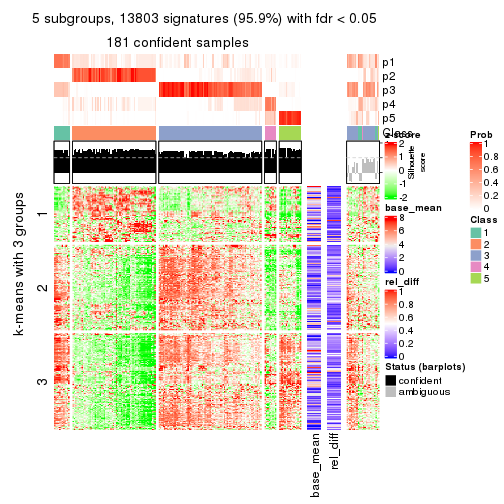 5 subgroups, 13803 signatures (95.9%) with fdr < 0.05
181 confident samples
p1
p2
p3
p4
p5
Class
z-score
2
1
0
-1
-2
Silhouette
score
Prob
1
0.8
0.6
0.4
0.2
0
k-means with 3 groups
1
2
3
base_mean
8
6
4
2
0
Class
1
2
3
4
5
rel_diff
1
0.8
0.6
0.4
0.2
0
Status (barplots)
confident
ambiguous
base_mean
rel_diff